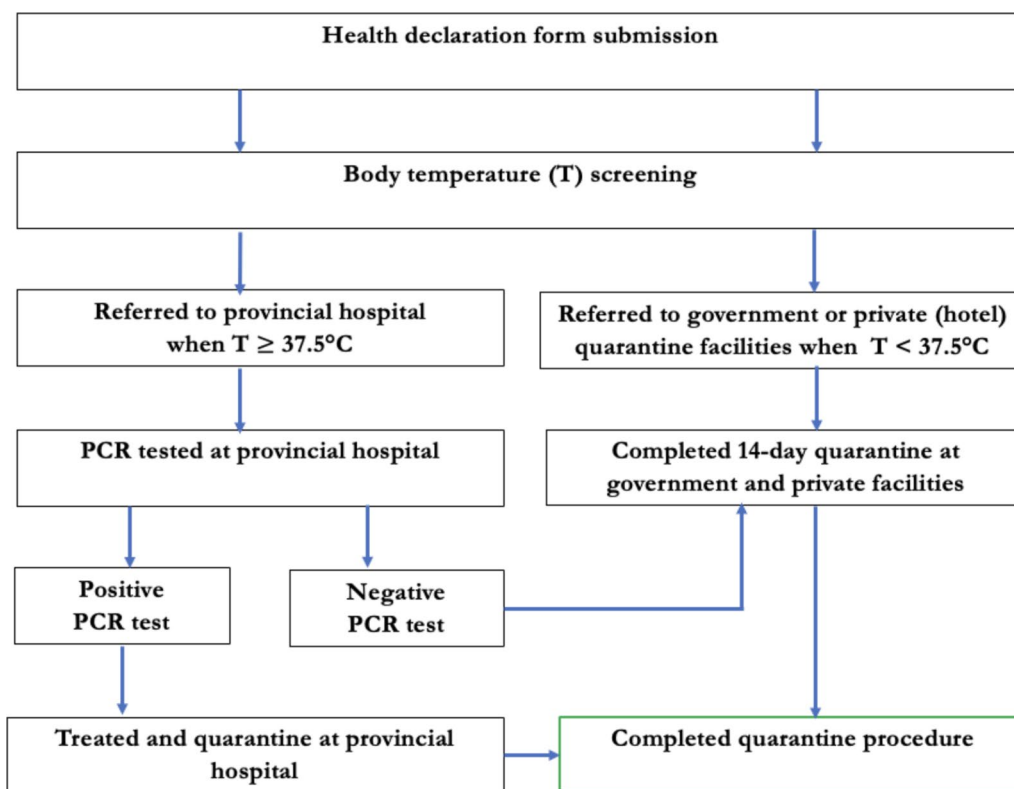 Health declaration form submission
Body temperature (T) screening
Referred to provincial hospital
when T ≥ 37.5°C
Referred to government or private (hotel)
quarantine facilities when T < 37.5°C
PCR tested at provincial hospital
Completed 14-day quarantine at
government and private facilities
Positive
PCR test
Negative
PCR test
Treated and quarantine at provincial
hospital
Completed quarantine procedure